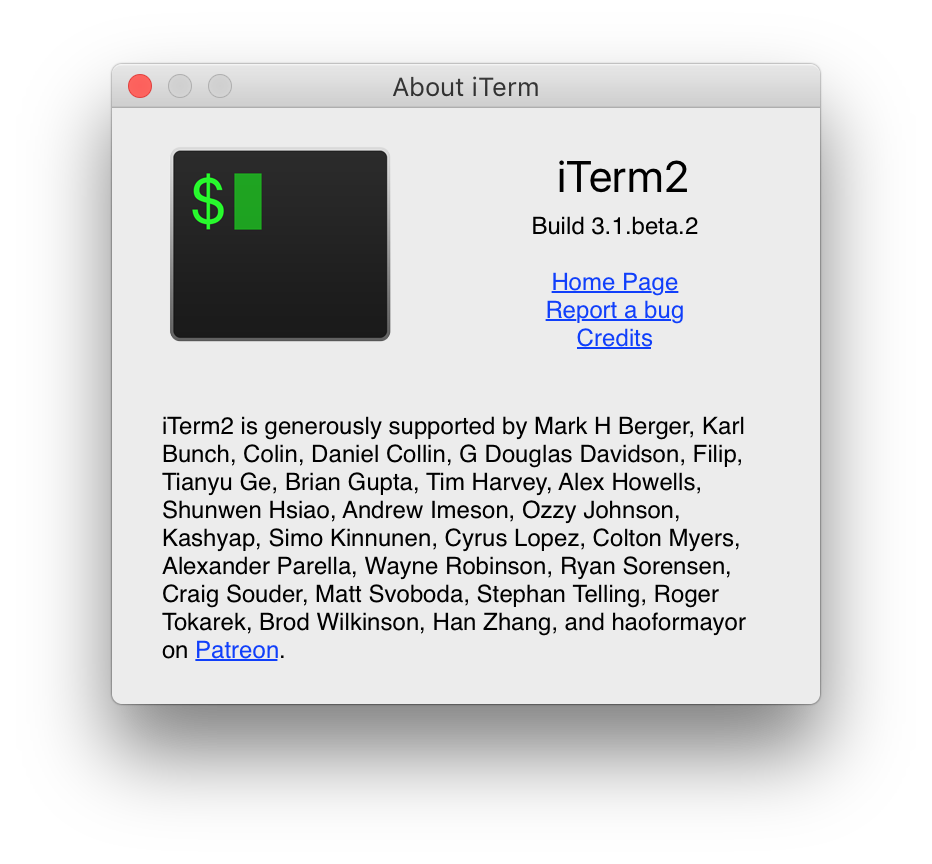 About iTerm
$
iTerm2
Build 3.1.beta.2
Home Page
Report a bug
Credits
iTerm2 is generously supported by Mark H Berger, Karl
Bunch, Colin, Daniel Collin, G Douglas Davidson, Filip,
Tianyu Ge, Brian Gupta, Tim Harvey, Alex Howells,
Shunwen Hsiao, Andrew Imeson, Ozzy Johnson,
Kashyap, Simo Kinnunen, Cyrus Lopez, Colton Myers,
Alexander Parella, Wayne Robinson, Ryan Sorensen,
Craig Souder, Matt Svoboda, Stephan Telling, Roger
Tokarek, Brod Wilkinson, Han Zhang, and haoformayor
on Patreon.